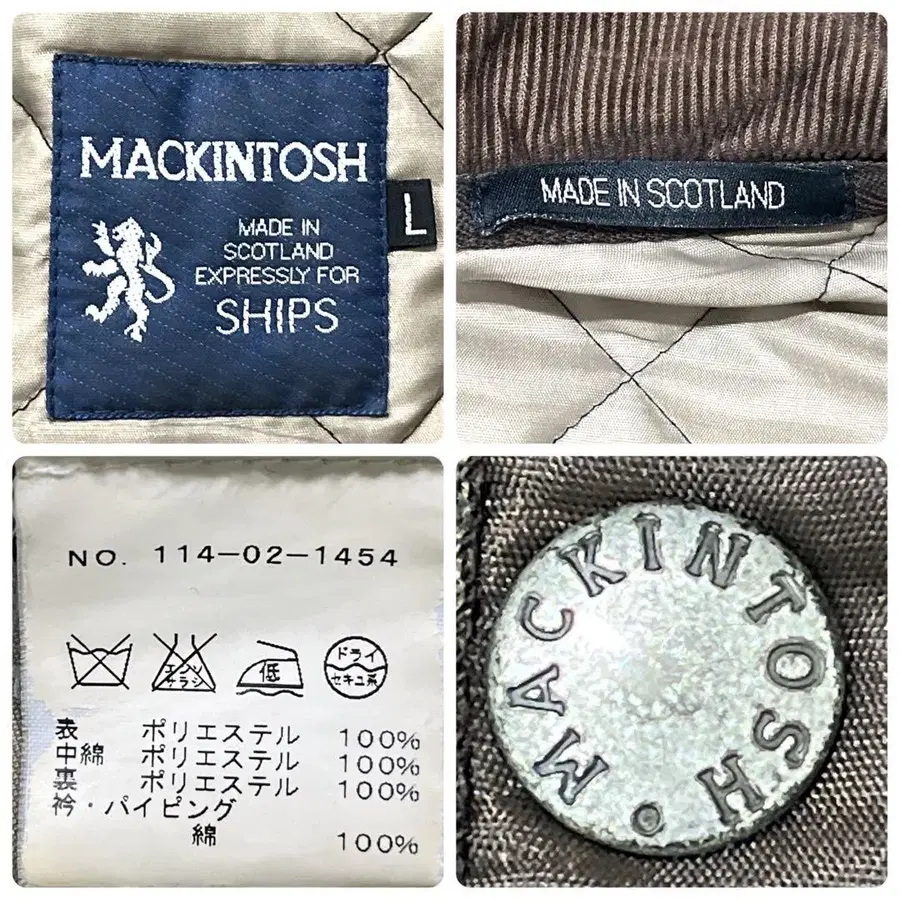 MACKINTOSH
MADE IN
SCOTLAND
EXPRESSLY FOR
SHIPS
L
MADE IN SCOTLAND
NO. 114-02-1454
エンソ
サラシ
低
ドライ
セキユ系
表 ポリエステル 100%
中綿 ポリエステル 100%
裏 ポリエステル 100%
衿・パイピング
綿 100%
MACKINTOSH